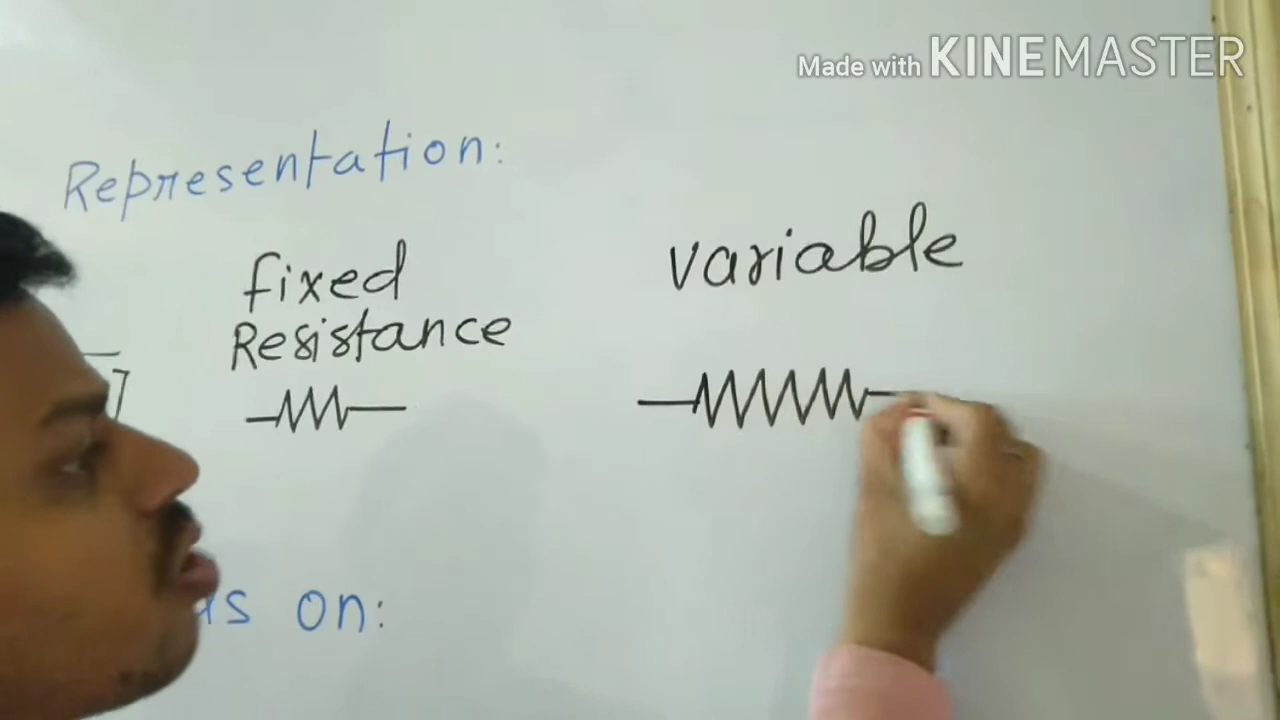 Made with KINEMASTER
Representation:
fixed
Resistance
variable
on: